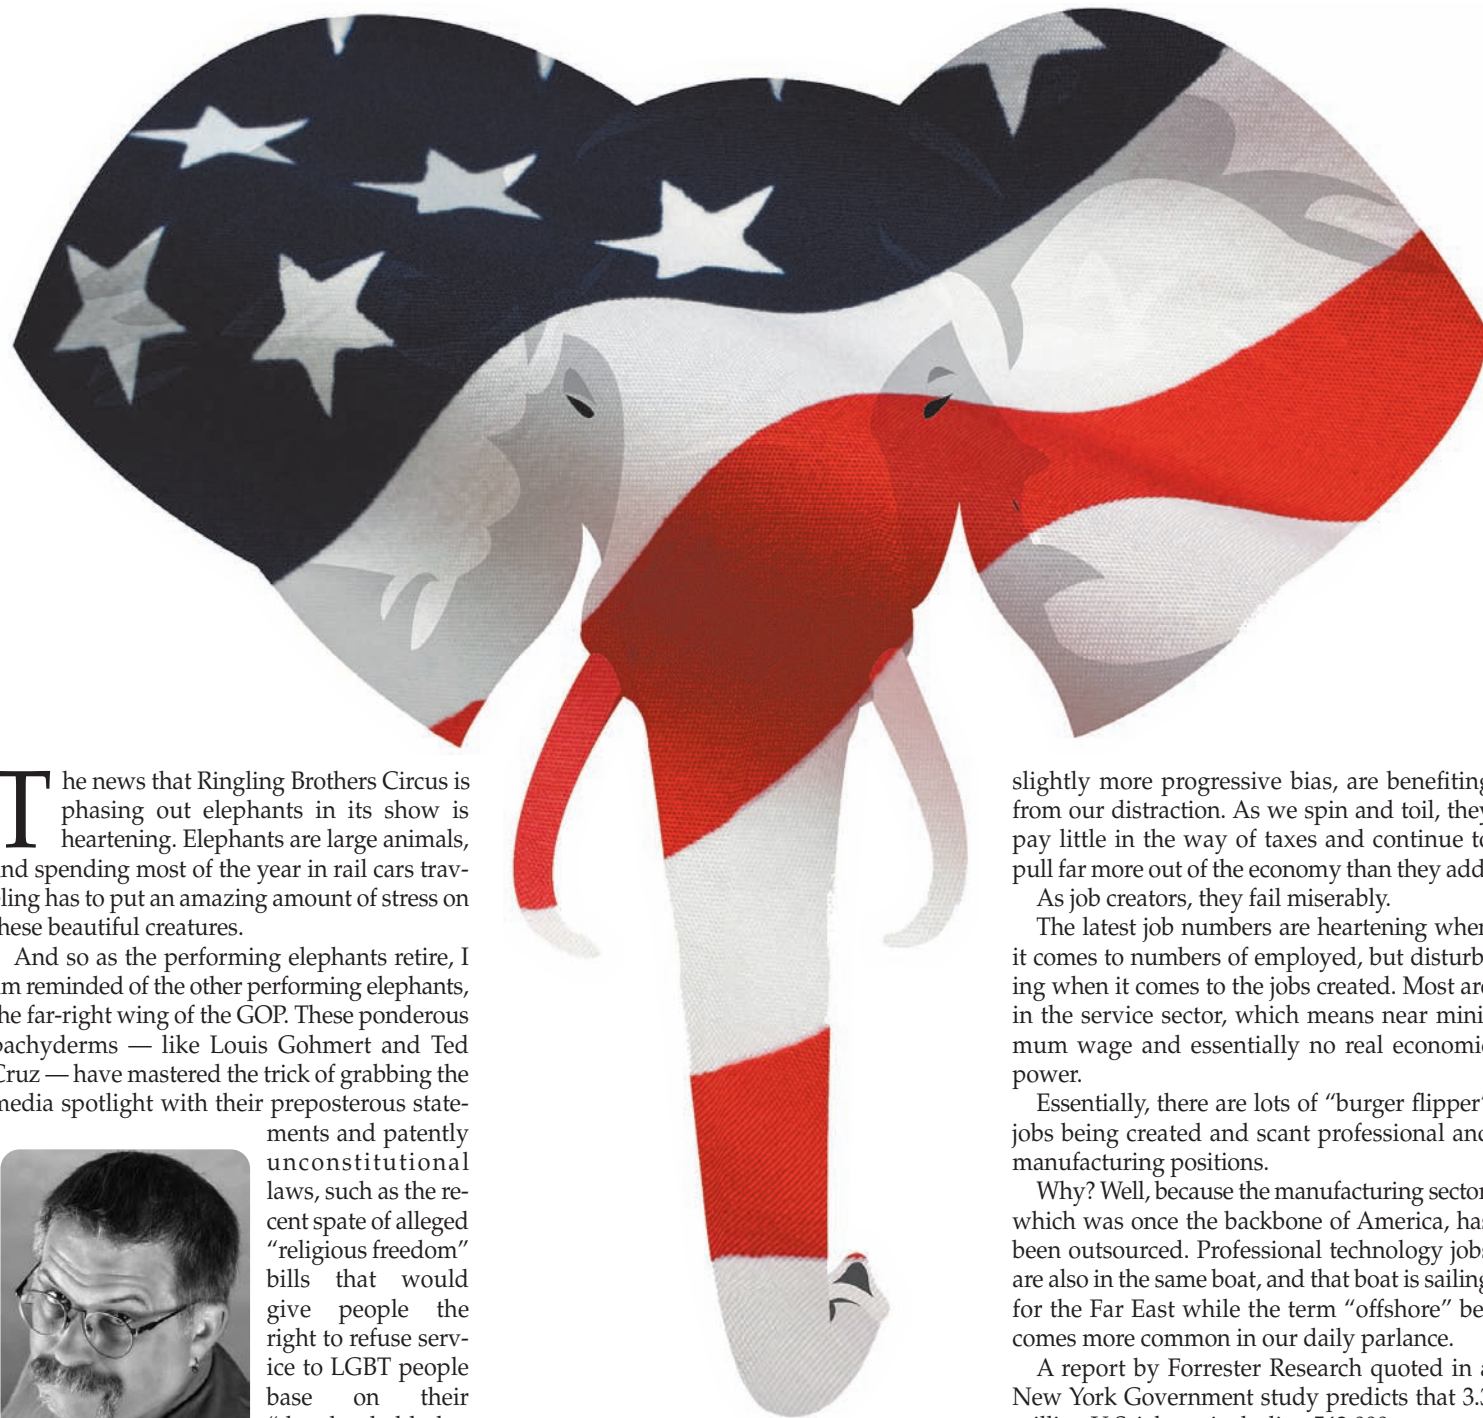 The news that Ringling Brothers Circus is
phasing out elephants in its show is
heartening. Elephants are large animals,
nd spending most of the year in rail cars trav-
eling has to put an amazing amount of stress on
these beautiful creatures.
And so as the performing elephants retire, I
am reminded of the other performing elephants,
the far-right wing of the GOP. These ponderous
pachyderms — like Louis Gohmert and Ted
Cruz — have mastered the trick of grabbing the
media spotlight with their preposterous state-
ments and patently
unconstitutional
laws, such as the re-
cent spate of alleged
“religious freedom”
bills that would
give people the
right to refuse serv-
ice to LGBT people
base on their
slightly more progressive bias, are benefiting
from our distraction. As we spin and toil, they
pay little in the way of taxes and continue to
pull far more out of the economy than they add.
As job creators, they fail miserably.
The latest job numbers are heartening when
it comes to numbers of employed, but disturb-
ing when it comes to the jobs created. Most are
in the service sector, which means near mini-
mum wage and essentially no real economic
power.
Essentially, there are lots of “burger flipper”
jobs being created and scant professional and
manufacturing positions.
Why? Well, because the manufacturing sector
which was once the backbone of America, has
been outsourced. Professional technology jobs
are also in the same boat, and that boat is sailing
for the Far East while the term “offshore” be-
comes more common in our daily parlance.
A report by Forrester Research quoted in a
New York Government study predicts that 3.3